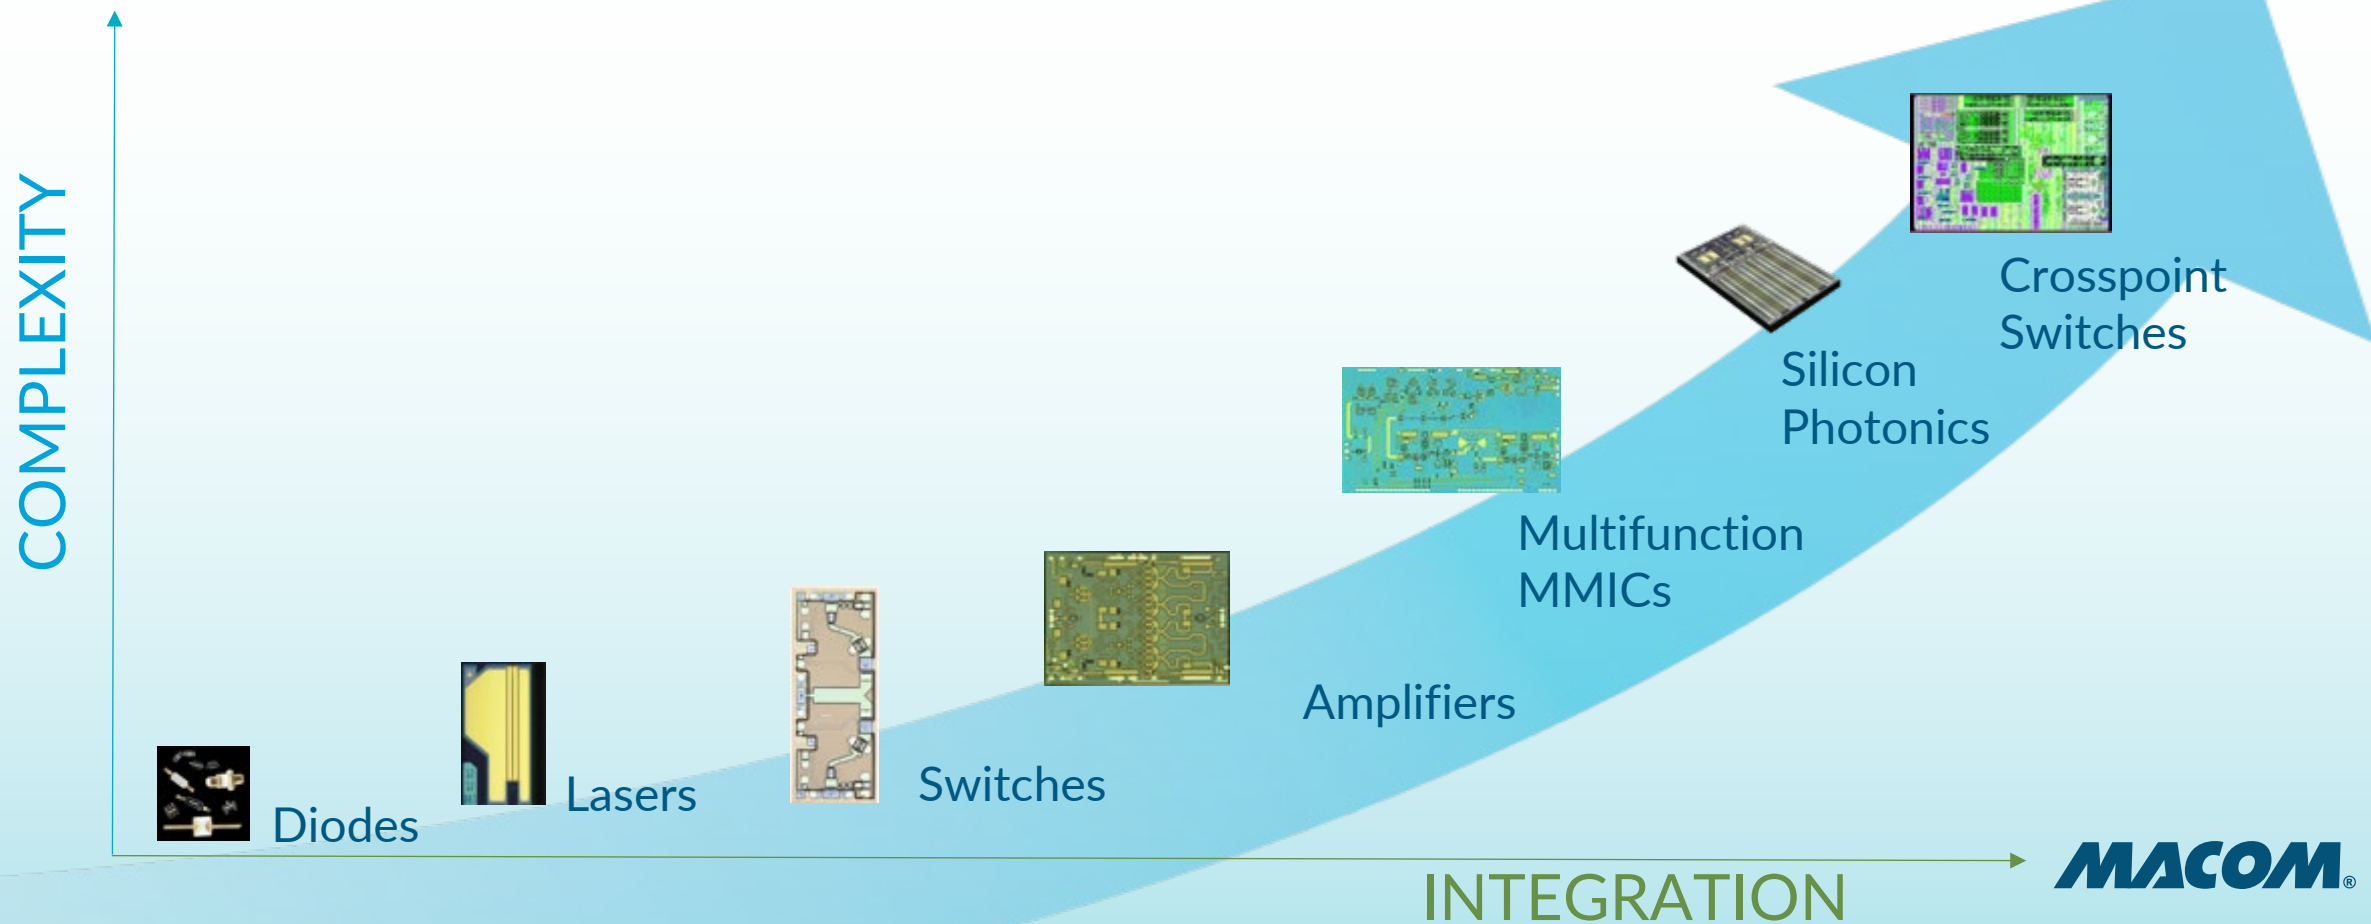 COMPLEXITY
Crosspoint
Switches
Silicon
Photonics
Multifunction
MMICs
Amplifiers
Switches
Lasers
Diodes
INTEGRATION
MACOM®